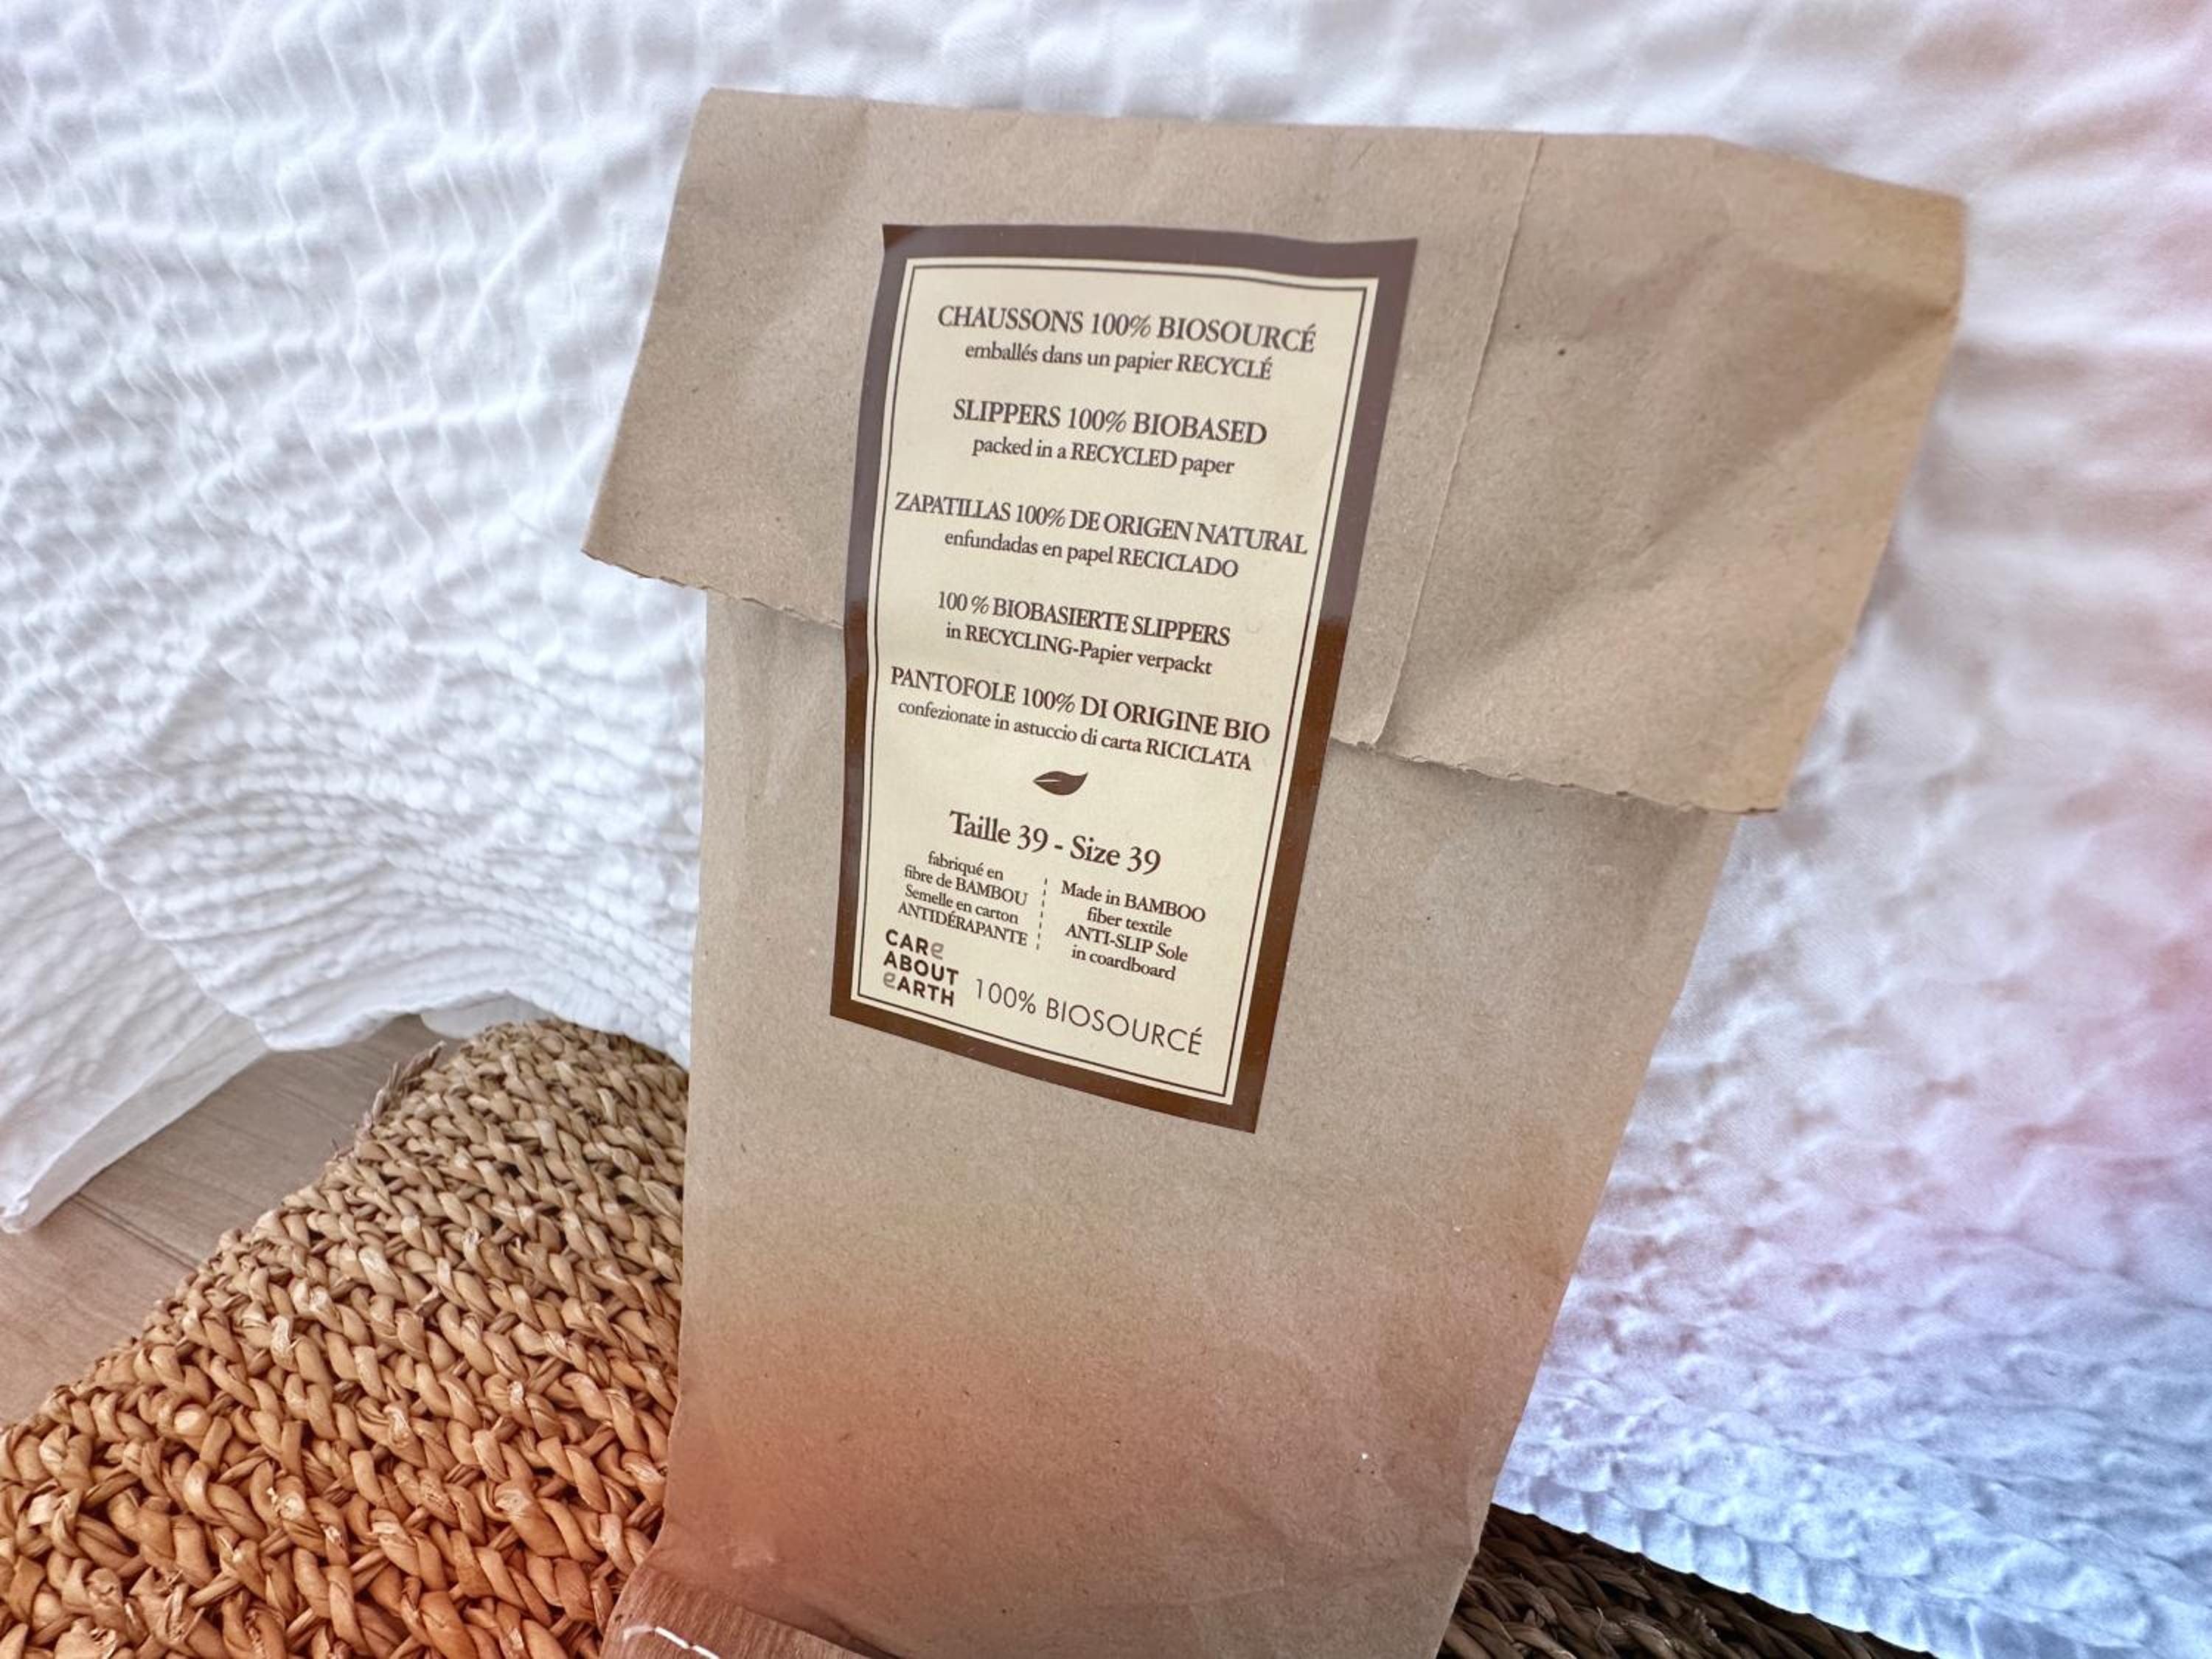 CHAUSSONS 100% BIOSOURCÉ
emballés dans un papier RECYCLÉ
SLIPPERS 100% BIOBASED
packed in a RECYCLED paper
ZAPATILLAS 100% DE ORIGEN NATURAL
enfundadas en papel RECICLADO
100 % BIOBASIERTE SLIPPERS
in RECYCLING-Papier verpackt
PANTOFOLE 100% DI ORIGINE BIO
confezionate in astuccio di carta RICICLATA
Taille 39 - Size 39
fabriqué en
fibre de BAMBOU
Semelle en carton
ANTIDÉRAPANTE
Made in BAMBOO
fiber textile
ANTI-SLIP Sole
in coardboard
CARe
ABOUT
eARTH
100% BIOSOURCÉ